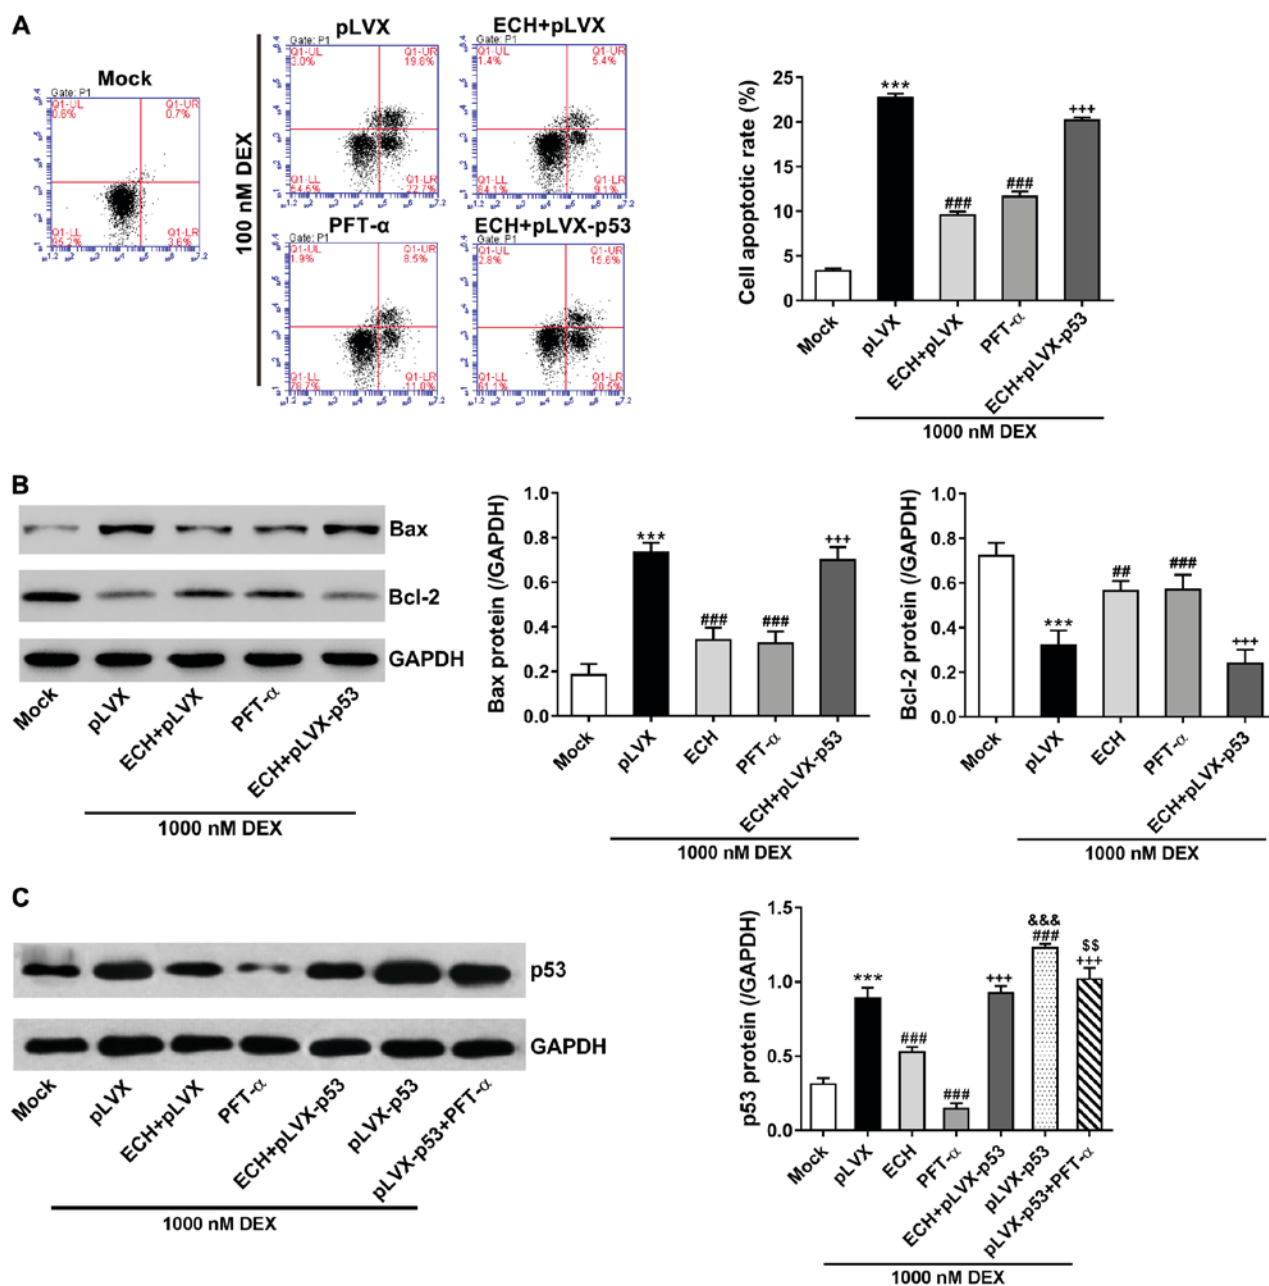 A
Mock
Gate: P1
Q1-UL
0.6%
Q1-UR
0.7%
Q1-LL
95.2%
Q1-LR
3.6%
100 nM DEX
pLVX
Gate: P1
Q1-UL
3.0%
Q1-UR
19.8%
Q1-LL
54.5%
Q1-LR
22.7%
ECH+pLVX
Gate: P1
Q1-UL
1.4%
Q1-UR
5.4%
Q1-LL
84.1%
Q1-LR
9.1%
PFT-α
Gate: P1
Q1-UL
1.9%
Q1-UR
8.5%
Q1-LL
78.7%
Q1-LR
11.0%
ECH+pLVX-p53
Gate: P1
Q1-UL
2.8%
Q1-UR
15.6%
Q1-LL
61.1%
Q1-LR
20.5%
Cell apoptotic rate (%)
25
20
15
10
5
0
***
###
###
+++
Mock
pLVX
ECH+pLVX
PFT-α
ECH+pLVX-p53
1000 nM DEX
B
Bax
Bcl-2
GAPDH
Mock
pLVX
ECH+pLVX
PFT-α
ECH+pLVX-p53
1000 nM DEX
Bax protein (/GAPDH)
1.0
0.8
0.6
0.4
0.2
0.0
***
###
###
+++
Mock
pLVX
ECH
PFT-α
ECH+pLVX-p53
1000 nM DEX
Bcl-2 protein (/GAPDH)
1.0
0.8
0.6
0.4
0.2
0.0
***
##
###
+++
Mock
pLVX
ECH
PFT-α
ECH+pLVX-p53
1000 nM DEX
C
p53
GAPDH
Mock
pLVX
ECH+pLVX
PFT-α
ECH+pLVX-p53
pLVX-p53
pLVX-p53+PFT-α
1000 nM DEX
p53 protein (/GAPDH)
1.5
1.0
0.5
0.0
***
###
###
+++
&&&
###
$$
+++
Mock
pLVX
ECH
PFT-α
ECH+pLVX-p53
pLVX-p53
pLVX-p53+PFT-α
1000 nM DEX